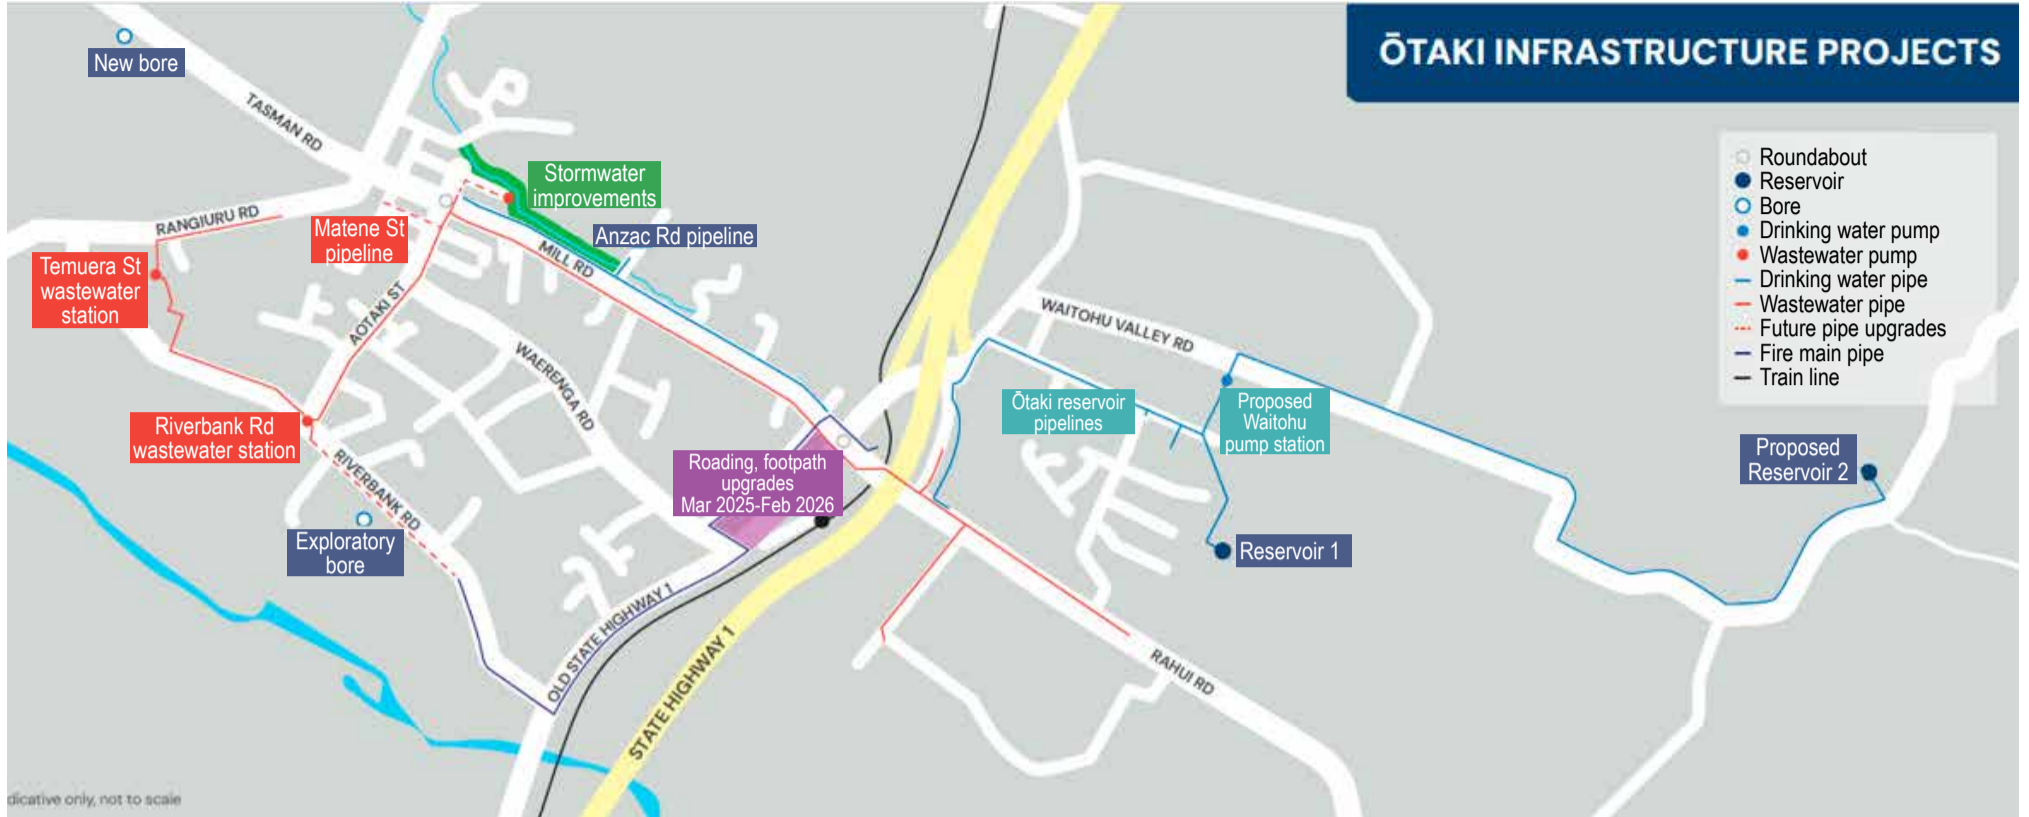 ŌTAKI INFRASTRUCTURE PROJECTS
New bore
TASMAN RD
Roundabout
Reservoir
Bore
Drinking water pump
Wastewater pump
Drinking water pipe
Wastewater pipe
Future pipe upgrades
Fire main pipe
Train line
Stormwater
improvements
RANGIURU RD
Matene St
pipeline
Anzac Rd pipeline
MILL RD
Temuera St
wastewater
station
AOTAKI ST
WAERENGA RD
WAITOHU VALLEY RD
Ōtaki reservoir
pipelines
Proposed
Waitohu
pump station
Riverbank Rd
wastewater station
RIVERBANK RD
Roading, footpath
upgrades
Mar 2025-Feb 2026
Proposed
Reservoir 2
Exploratory
bore
Reservoir 1
OLD STATE HIGHWAY 1
STATE HIGHWAY 1
RAHUI RD
dicative only, not to scale